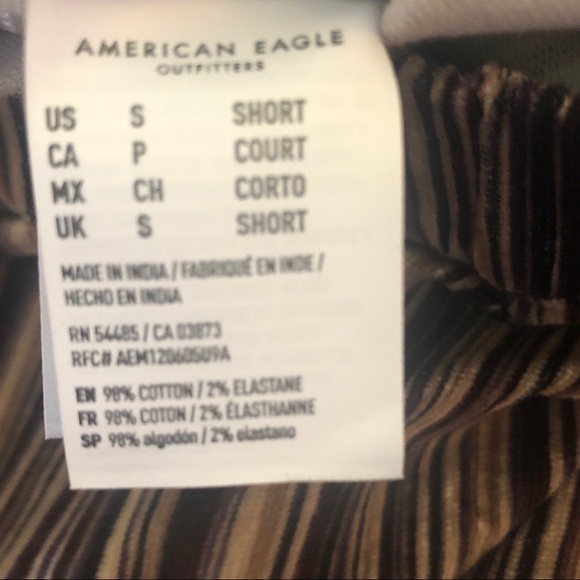 AMERICAN EAGLE
OUTFITTERS
US S SHORT
CA P COURT
MX CH CORTO
UK S SHORT
MADE IN INDIA / FABRIQUÉ EN INDE /
HECHO EN INDIA
RN 54485 / CA 03873
RFC# AEM120605U9A
EN 98% COTTON / 2% ELASTANE
FR 98% COTON / 2% ÉLASTHANNE
SP 98% algodón / 2% elastano